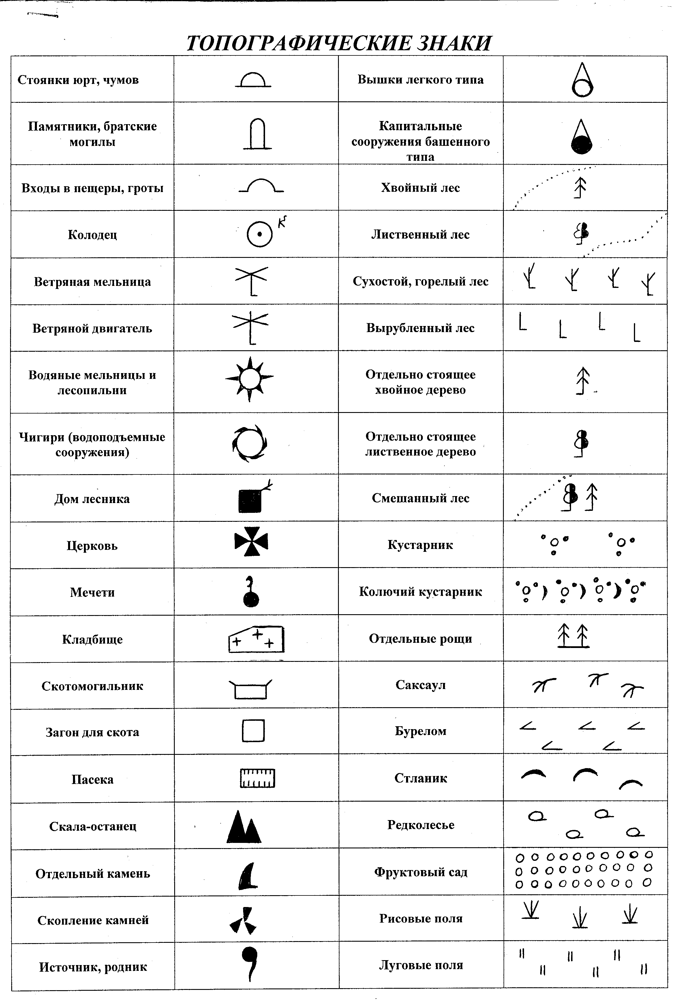 ТОПОГРАФИЧЕСКИЕ ЗНАКИ
Стоянки юрт, чумов
Вышки легкого типа
Памятники, братские
могилы
Капитальные
сооружения башенного
типа
Входы в пещеры, гроты
Хвойный лес
Колодец
К
Лиственный лес
Ветряная мельница
Сухостой, горелый лес
Ветряной двигатель
Вырубленный лес
Водяные мельницы и
лесопильни
Отдельно стоящее
хвойное дерево
Чигири (водоподъемные
сооружения)
Отдельно стоящее
лиственное дерево
Дом лесника
Смешанный лес
Церковь
Кустарник
Мечети
Колючий кустарник
Кладбище
Отдельные рощи
Скотомогильник
Саксаул
Загон для скота
Бурелом
Пасека
Стланик
Скала-останец
Редколесье
Отдельный камень
Фруктовый сад
Скопление камней
Рисовые поля
Источник, родник
Луговые поля